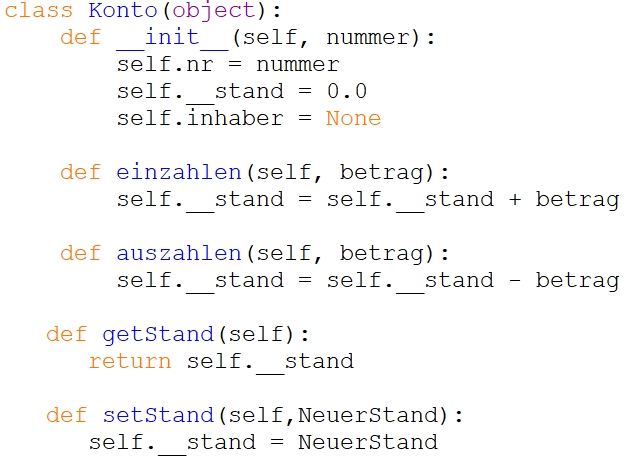 class Konto(object):
    def __init__(self, nummer):
        self.nr = nummer
        self.__stand = 0.0
        self.inhaber = None

    def einzahlen(self, betrag):
        self.__stand = self.__stand + betrag

    def auszahlen(self, betrag):
        self.__stand = self.__stand - betrag

   def getStand(self):
      return self.__stand

   def setStand(self,NeuerStand):
      self.__stand = NeuerStand